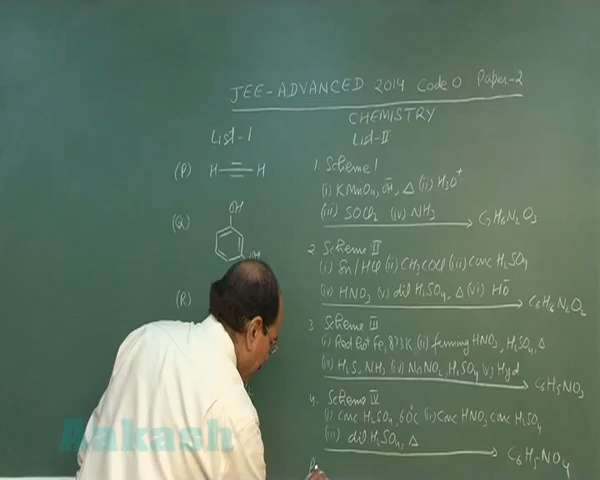 JEE-ADVANCED 2014 Code 0 Paper-2
CHEMISTRY
List-I
List-II
(P) H≡H
1. Scheme I
(i) KMnO4, OH̄, Δ (ii) H3O+
(iii) SOCl2 (iv) NH3 → C7H6N2O3
(Q) OH
OH
2. Scheme II
(i) Sn/HCl (ii) CH3COCl (iii) Conc H2SO4
(iv) HNO3 (v) dil H2SO4, Δ (vi) HŌ → C6H6N2O2
(R)
3. Scheme III
(i) Red hot Fe, 873K (ii) fuming HNO3, H2SO4, Δ
(iii) H2S, NH3 (iv) NaNO2, H2SO4 (v) Hyd → C6H5NO3
4. Scheme IV
(i) conc H2SO4, 60°C (ii) Conc HNO3 conc H2SO4
(iii) dil H2SO4, Δ → C6H5NO4
Aakash